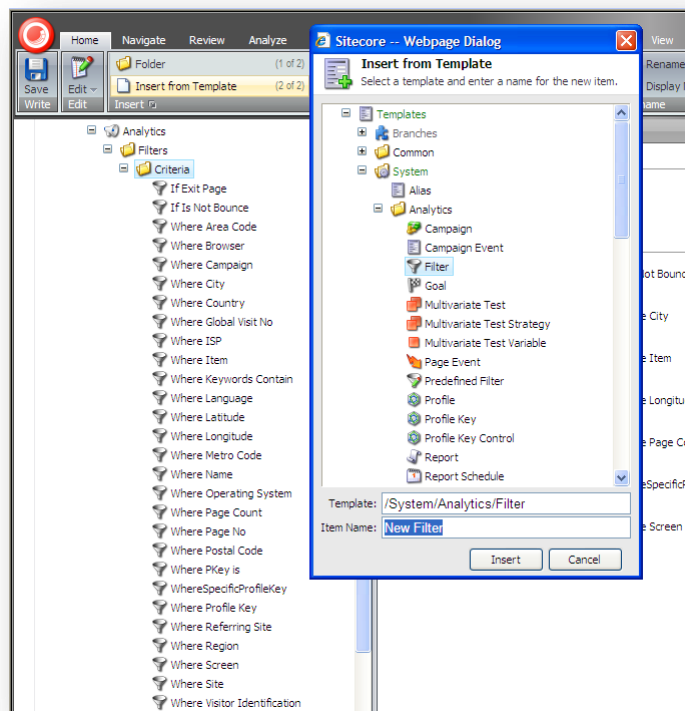 Home Navigate Review Analyze
Folder (1 of 2)
Insert from Template (2 of 2)
Save Edit
Write Edit Insert
Analytics
Filters
Criteria
If Exit Page
If Is Not Bounce
Where Area Code
Where Browser
Where Campaign
Where City
Where Country
Where Global Visit No
Where ISP
Where Item
Where Keywords Contain
Where Language
Where Latitude
Where Longitude
Where Metro Code
Where Name
Where Operating System
Where Page Count
Where Page No
Where Postal Code
Where PKey is
WhereSpecificProfileKey
Where Profile Key
Where Referring Site
Where Region
Where Screen
Where Site
Where Visitor Identification
Sitecore -- Webpage Dialog
Insert from Template
Select a template and enter a name for the new item.
Templates
Branches
Common
System
Alias
Analytics
Campaign
Campaign Event
Filter
Goal
Multivariate Test
Multivariate Test Strategy
Multivariate Test Variable
Page Event
Predefined Filter
Profile
Profile Key
Profile Key Control
Report
Report Schedule
Template: /System/Analytics/Filter
Item Name: New Filter
Insert Cancel
View
Rename
Display
City
Item
Page
Screen